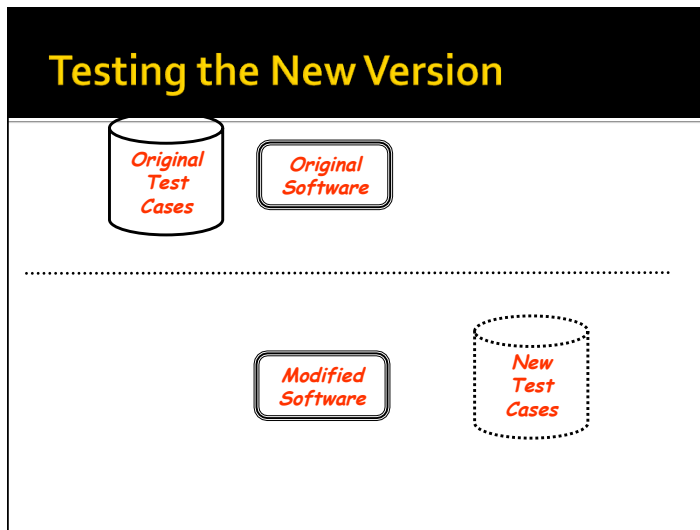 Testing the New Version
Original
Test
Cases
Original
Software
Modified
Software
New
Test
Cases